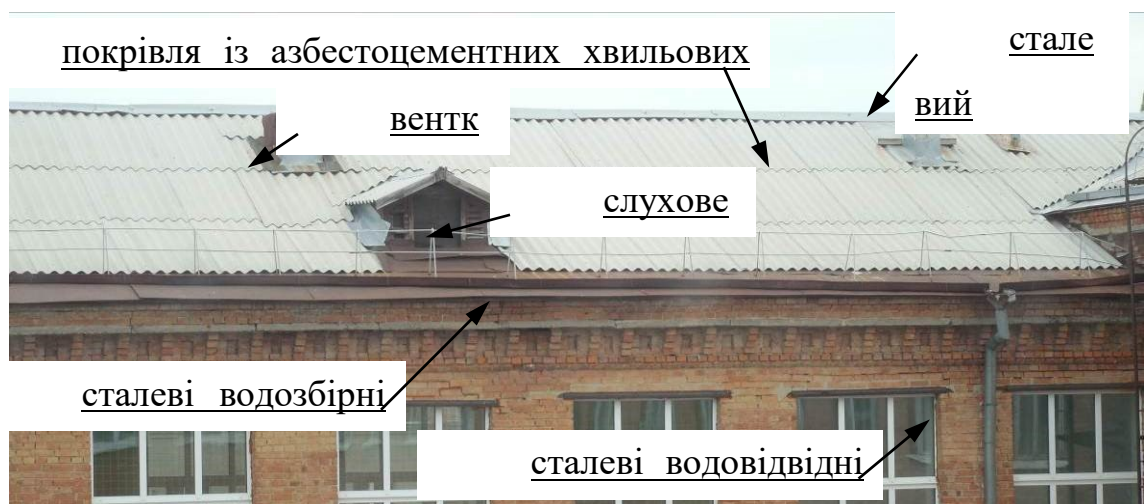 покрівля із азбестоцементних хвильових
стале
вий
вентк
слухове
сталеві водозбірні
сталеві водовідвідні